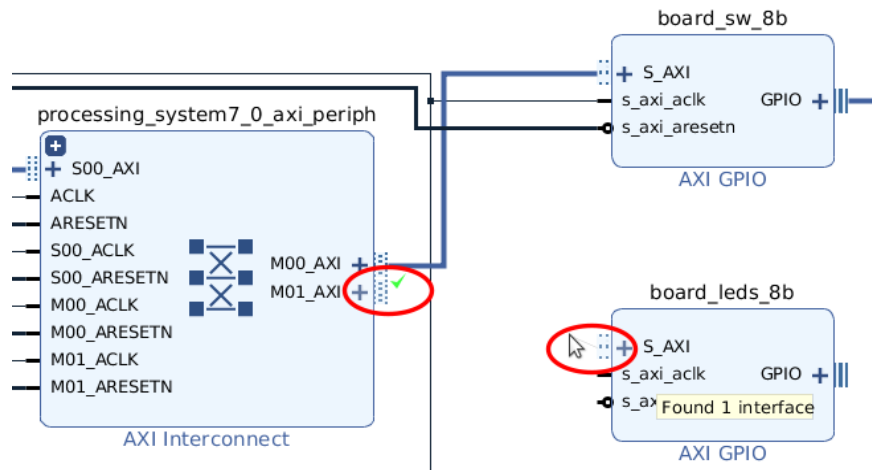 board_sw_8b
S_AXI
s_axi_aclk
GPIO
s_axi_aresetn
AXI GPIO
processing_system7_0_axi_periph
S00_AXI
ACLK
ARESETN
S00_ACLK
S00_ARESETN
M00_ACLK
M00_ARESETN
M01_ACLK
M01_ARESETN
M00_AXI
M01_AXI
AXI Interconnect
board_leds_8b
S_AXI
s_axi_aclk
GPIO
s_ax
Found 1 interface
AXI GPIO